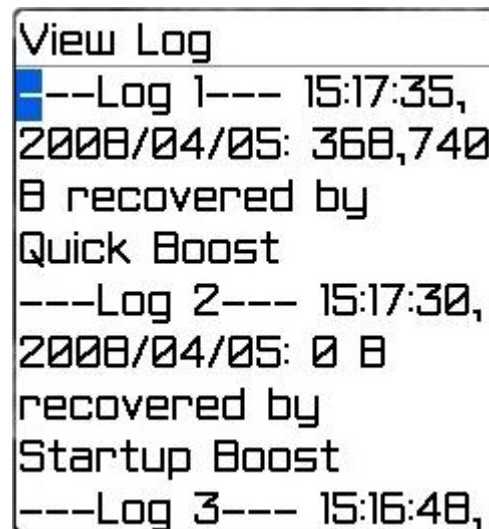 View Log
---Log 1--- 15:17:35,
2008/04/05: 368,740
B recovered by
Quick Boost
---Log 2--- 15:17:30,
2008/04/05: 0 B
recovered by
Startup Boost
---Log 3--- 15:16:48,